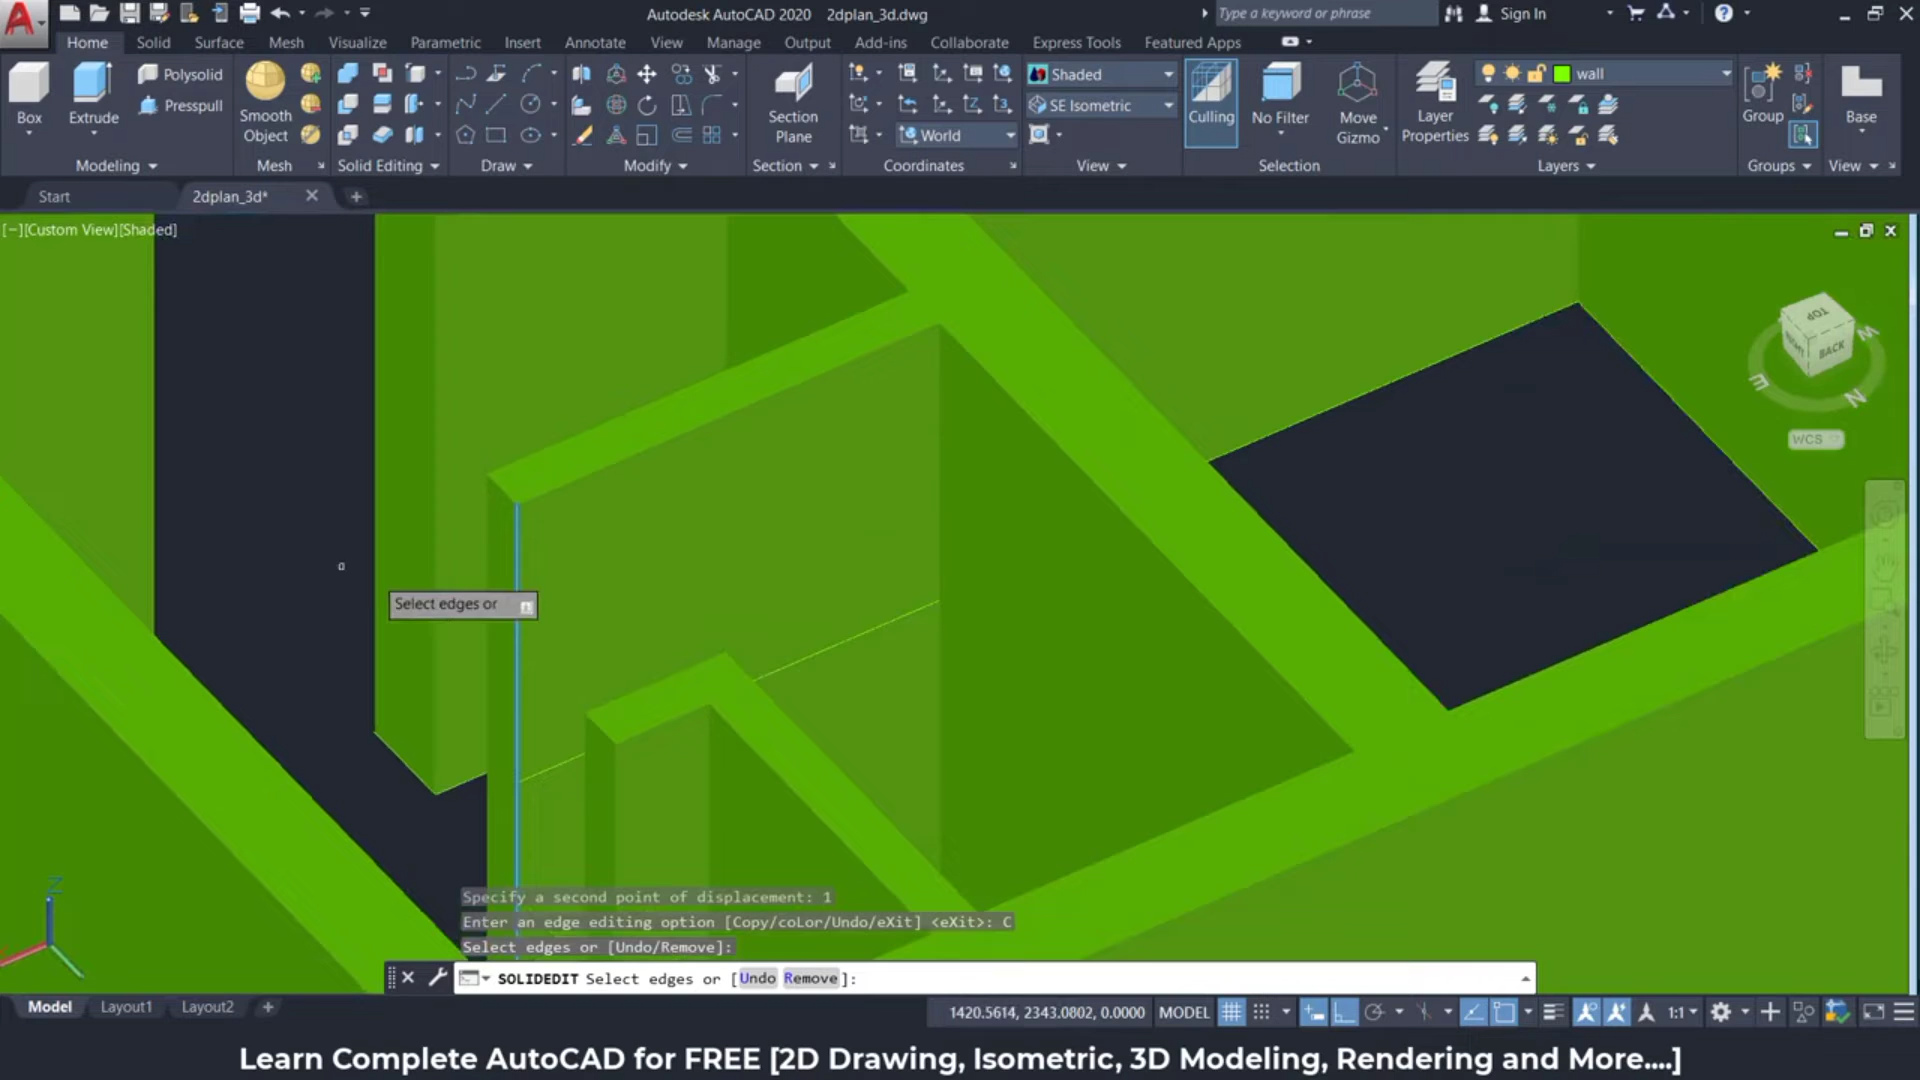 Autodesk AutoCAD 2020 2dplan_3d.dwg
Type a keyword or phrase
Sign In
Home Solid Surface Mesh Visualize Parametric Insert Annotate View Manage Output Add-ins Collaborate Express Tools Featured Apps
Box
Extrude
Polysolid
Presspull
Modeling
Smooth Object
Mesh
Solid Editing
Draw
Modify
Section Plane
Section
World
Coordinates
Shaded
SE Isometric
View
Culling
No Filter
Move Gizmo
Selection
Layer Properties
wall
Layers
Group
Groups
Base
View
Start
2dplan_3d*
[−][Custom View][Shaded]
TOP
RIGHT
BACK
W
E
N
WCS
Select edges or
Z
Specify a second point of displacement: 1
Enter an edge editing option [Copy/coLor/Undo/eXit] <eXit>: C
Select edges or [Undo/Remove]:
SOLIDEDIT Select edges or [Undo Remove]:
Model Layout1 Layout2
1420.5614, 2343.0802, 0.0000 MODEL
1:1
Learn Complete AutoCAD for FREE [2D Drawing, Isometric, 3D Modeling, Rendering and More....]